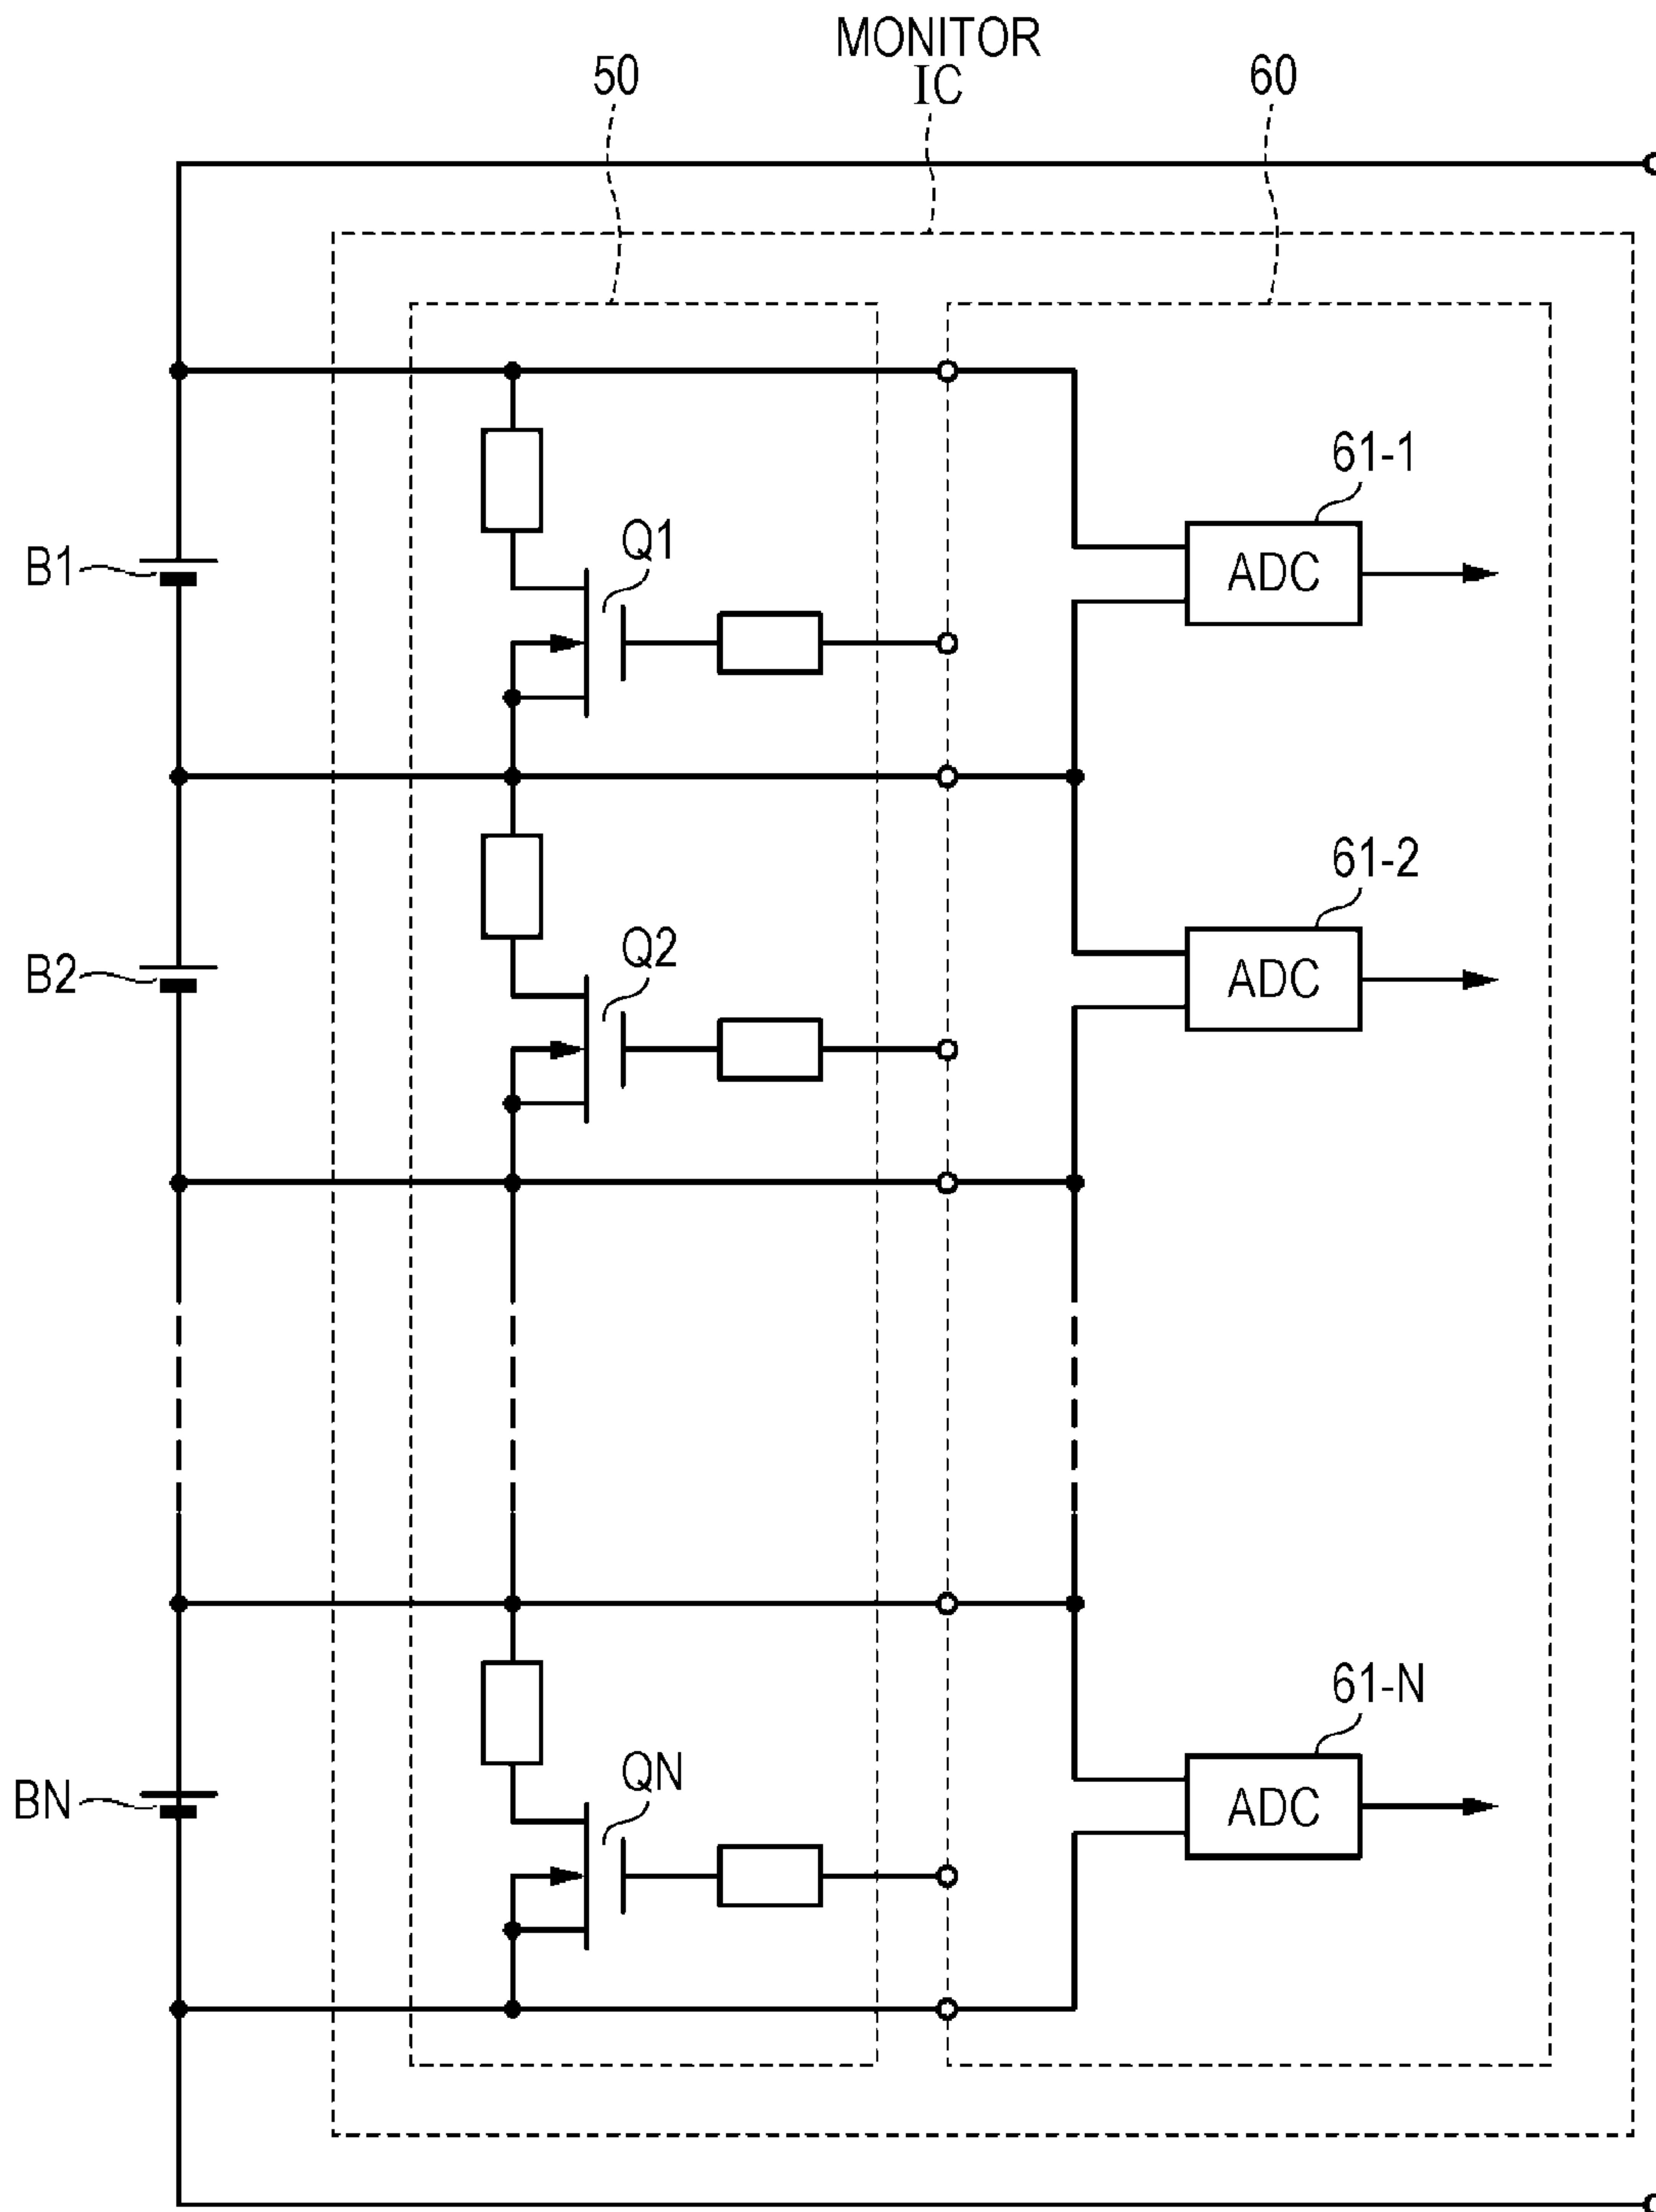 MONITOR
IC
50
60
61-1
Q1
B1
ADC
61-2
Q2
B2
ADC
61-N
QN
BN
ADC